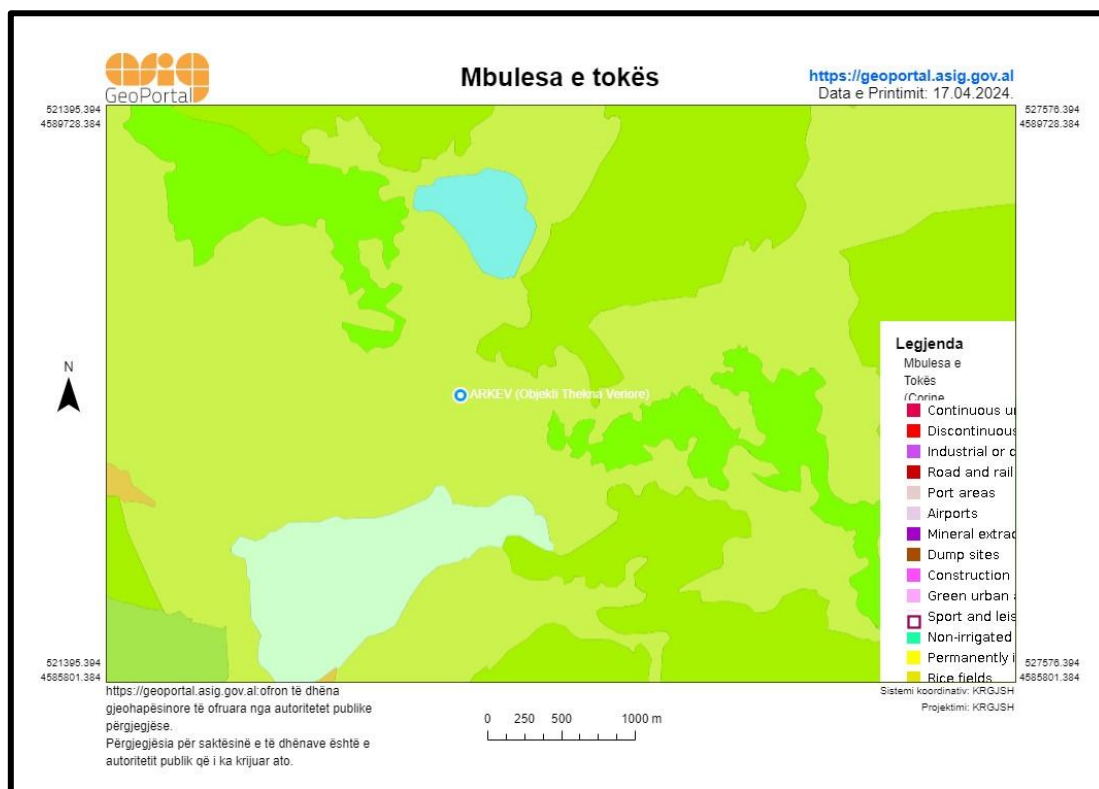 asig
GeoPortal
Mbulesa e tokës
https://geoportal.asig.gov.al
Data e Printimit: 17.04.2024.
521395.394
4589728.384
527576.394
4589728.384
N
ARKEV (Objekti Thekna Veriore)
Legjenda
Mbulesa e
Tokës
(Corine
Continuous u
Discontinuous
Industrial or
Road and rail
Port areas
Airports
Mineral extrac
Dump sites
Construction
Green urban
Sport and leis
Non-irrigated
Permanently i
Rice fields
521395.394
4585801.384
527576.394
4585801.384
https://geoportal.asig.gov.al:ofron të dhëna
gjeohapësinore të ofruara nga autoritetet publike
përgjegjëse.
Përgjegjësia për saktësinë e të dhënave është e
autoritetit publik që i ka krijuar ato.
0 250 500 1000 m
Sistemi koordinativ: KRGJSH
Projektimi: KRGJSH